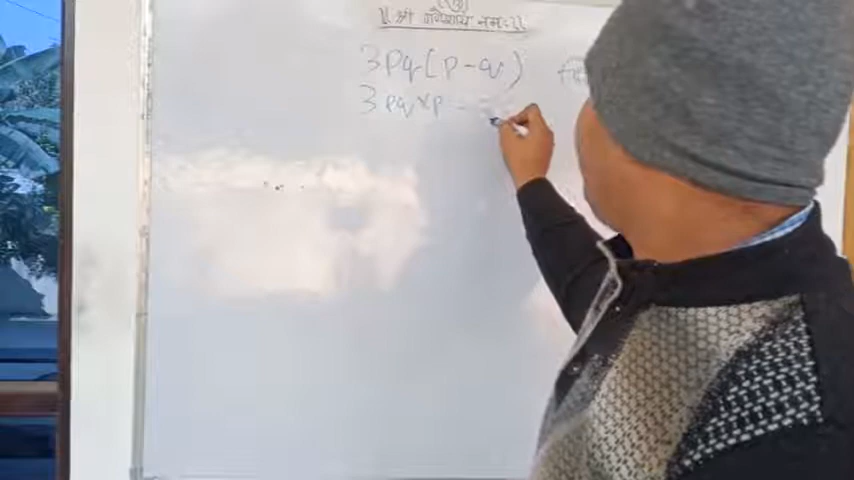 ॥ श्री गणेशाय नमः ॥
3pq(p-q)
3pq×p -